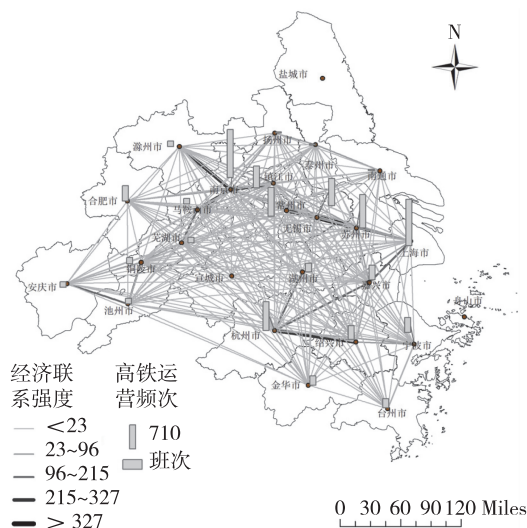 N
盐城市
滁州市
扬州市
泰州市
镇江市
南通市
南京市
合肥市
马鞍山市
常州市
无锡市
苏州市
芜湖市
上海市
铜陵市
宣城市
湖州市
嘉兴市
安庆市
池州市
舟山市
杭州市
绍兴市
宁波市
金华市
台州市
经济联
系强度
<23
23~96
96~215
215~327
> 327
高铁运
营频次
710
班次
0 30 60 90 120 Miles